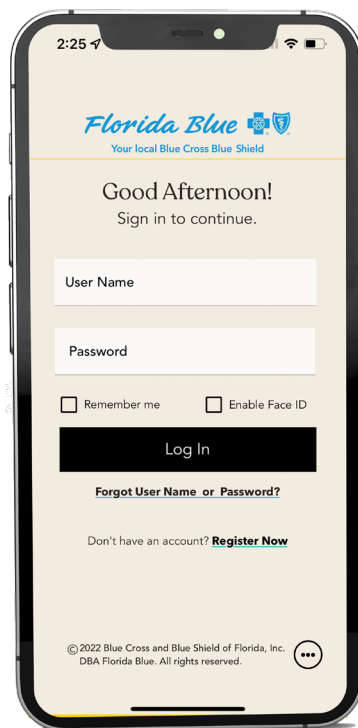 2:25
Florida Blue
Your local Blue Cross Blue Shield
Good Afternoon!
Sign in to continue.
User Name
Password
Remember me
Enable Face ID
Log In
Forgot User Name or Password?
Don't have an account? Register Now
© 2022 Blue Cross and Blue Shield of Florida, Inc.
DBA Florida Blue. All rights reserved.